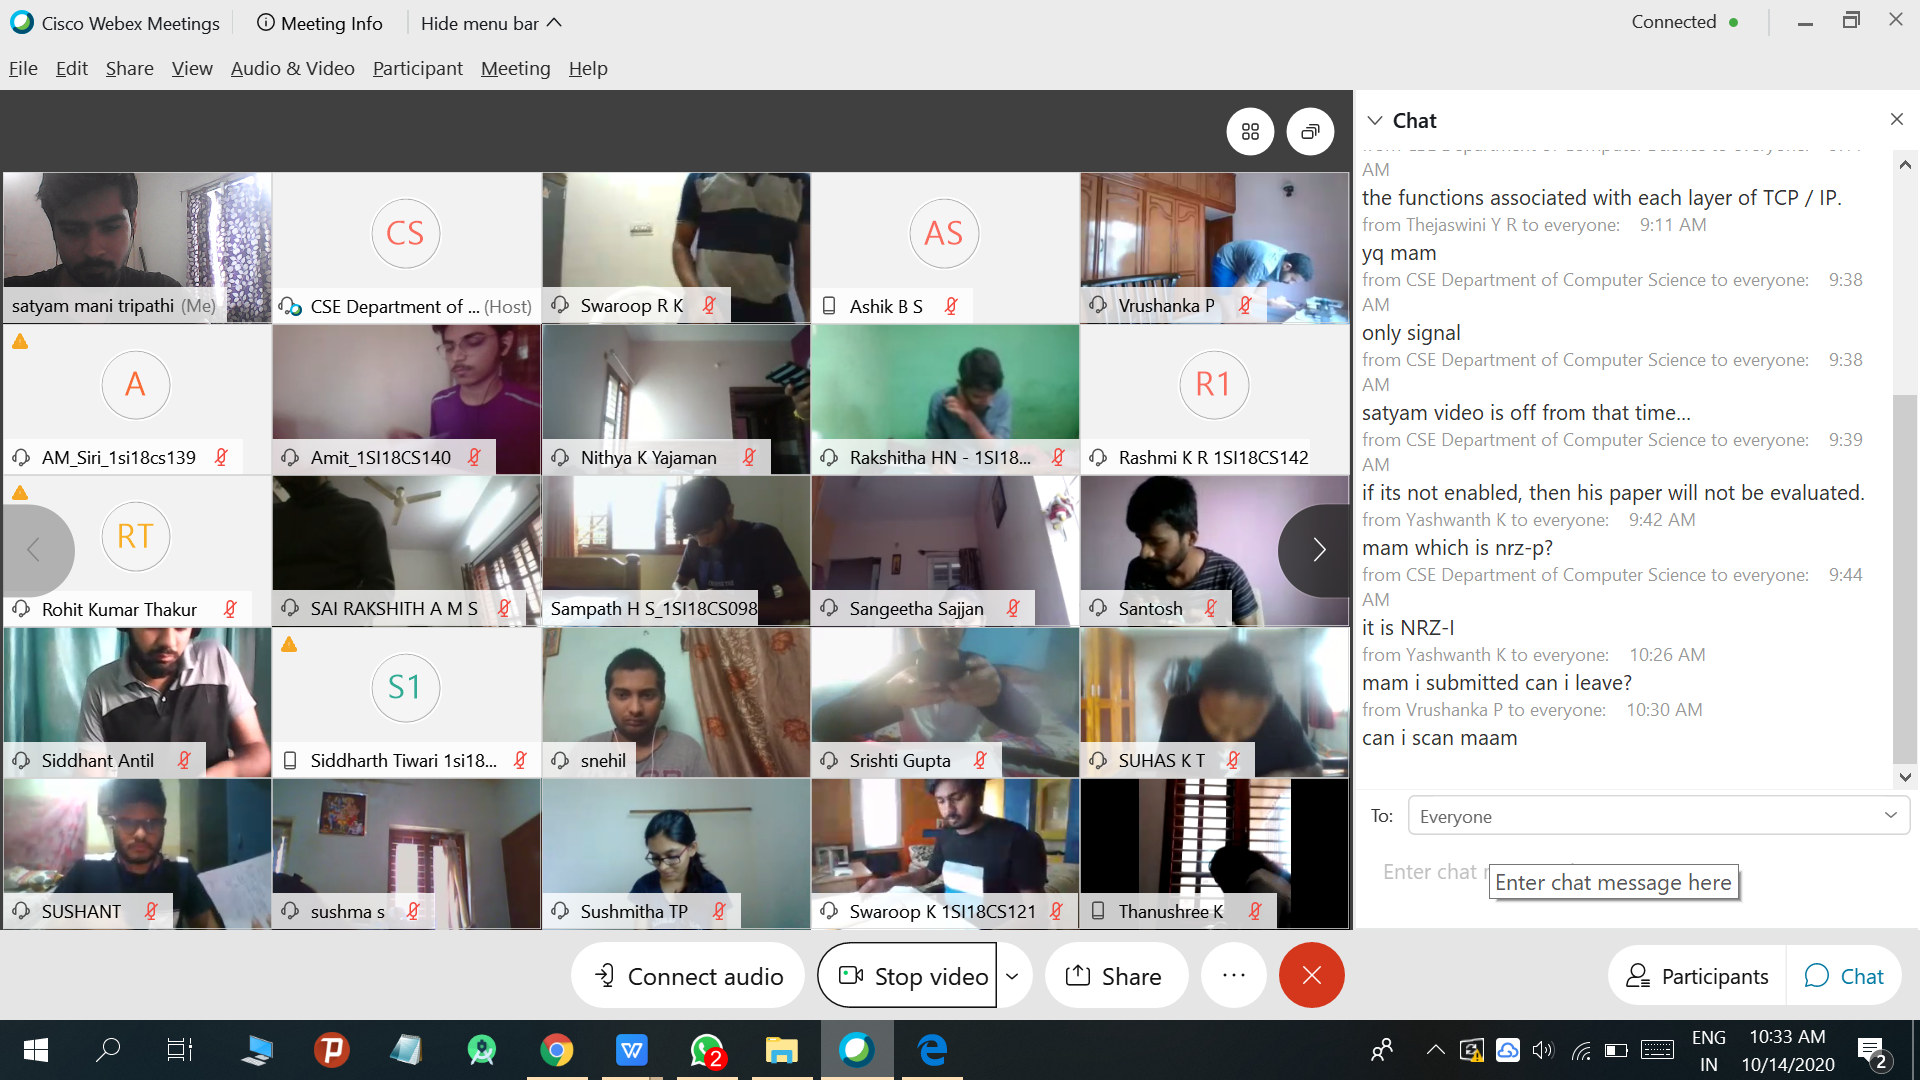 Cisco Webex Meetings
Meeting Info
Hide menu bar
Connected
File Edit Share View Audio & Video Participant Meeting Help
satyam mani tripathi (Me)
CS
CSE Department of ... (Host)
Swaroop R K
AS
Ashik B S
Vrushanka P
A
AM_Siri_1si18cs139
Amit_1SI18CS140
Nithya K Yajaman
Rakshitha HN - 1SI18...
R1
Rashmi K R 1SI18CS142
RT
Rohit Kumar Thakur
SAI RAKSHITH A M S
Sampath H S_1SI18CS098
Sangeetha Sajjan
Santosh
Siddhant Antil
S1
Siddharth Tiwari 1si18...
snehil
Srishti Gupta
SUHAS K T
SUSHANT
sushma s
Sushmitha TP
Swaroop K 1SI18CS121
Thanushree K
Chat
AM
the functions associated with each layer of TCP / IP.
from Thejaswini Y R to everyone: 9:11 AM
yq mam
from CSE Department of Computer Science to everyone: 9:38
AM
only signal
from CSE Department of Computer Science to everyone: 9:38
AM
satyam video is off from that time...
from CSE Department of Computer Science to everyone: 9:39
AM
if its not enabled, then his paper will not be evaluated.
from Yashwanth K to everyone: 9:42 AM
mam which is nrz-p?
from CSE Department of Computer Science to everyone: 9:44
AM
it is NRZ-I
from Yashwanth K to everyone: 10:26 AM
mam i submitted can i leave?
from Vrushanka P to everyone: 10:30 AM
can i scan maam
To: Everyone
Enter chat
Enter chat message here
Connect audio
Stop video
Share
Participants
Chat
W
2
ENG
IN
10:33 AM
10/14/2020
2